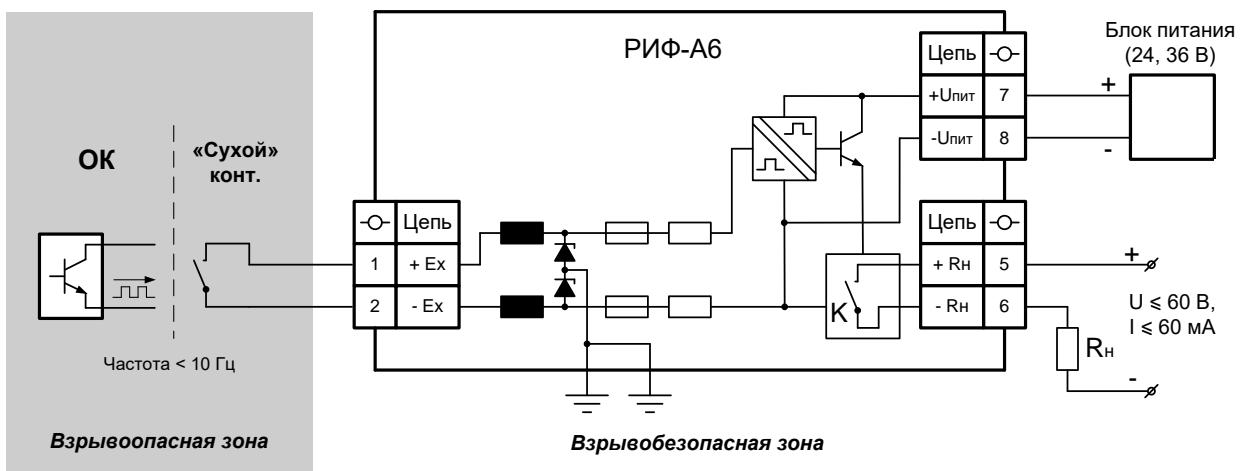 РИФ-А6
Блок питания
(24, 36 В)
Цепь
+Uпит 7
-Uпит 8
+
-
ОК
«Сухой»
конт.
Цепь
1 + Ex
2 - Ex
Цепь
+ Rн 5
- Rн 6
K
+
U ⩽ 60 В,
I ⩽ 60 мА
Rн
-
Частота < 10 Гц
Взрывоопасная зона
Взрывобезопасная зона